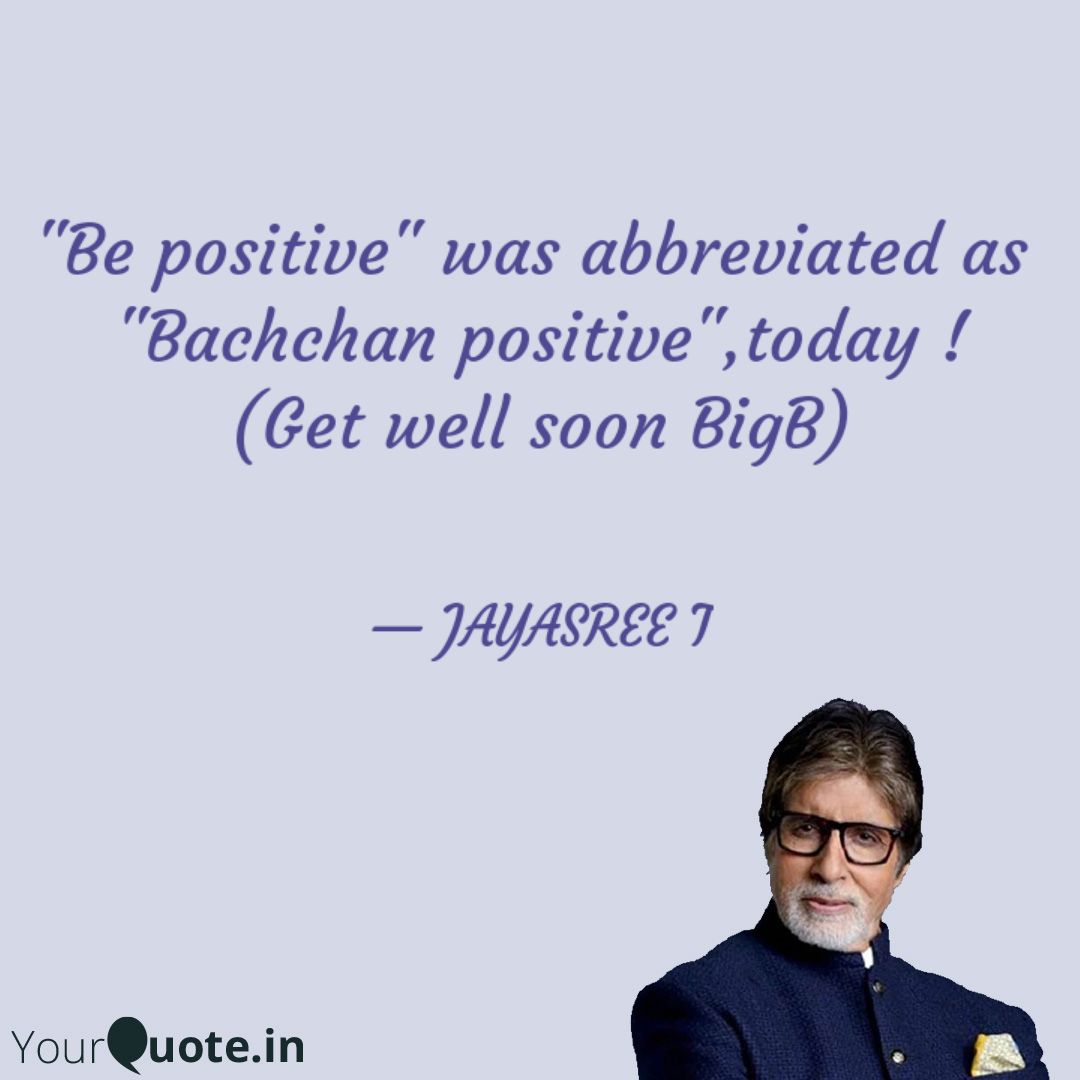 "Be positive" was abbreviated as
"Bachchan positive",today !
(Get well soon BigB)
— JAYASREE I
YourQuote.in